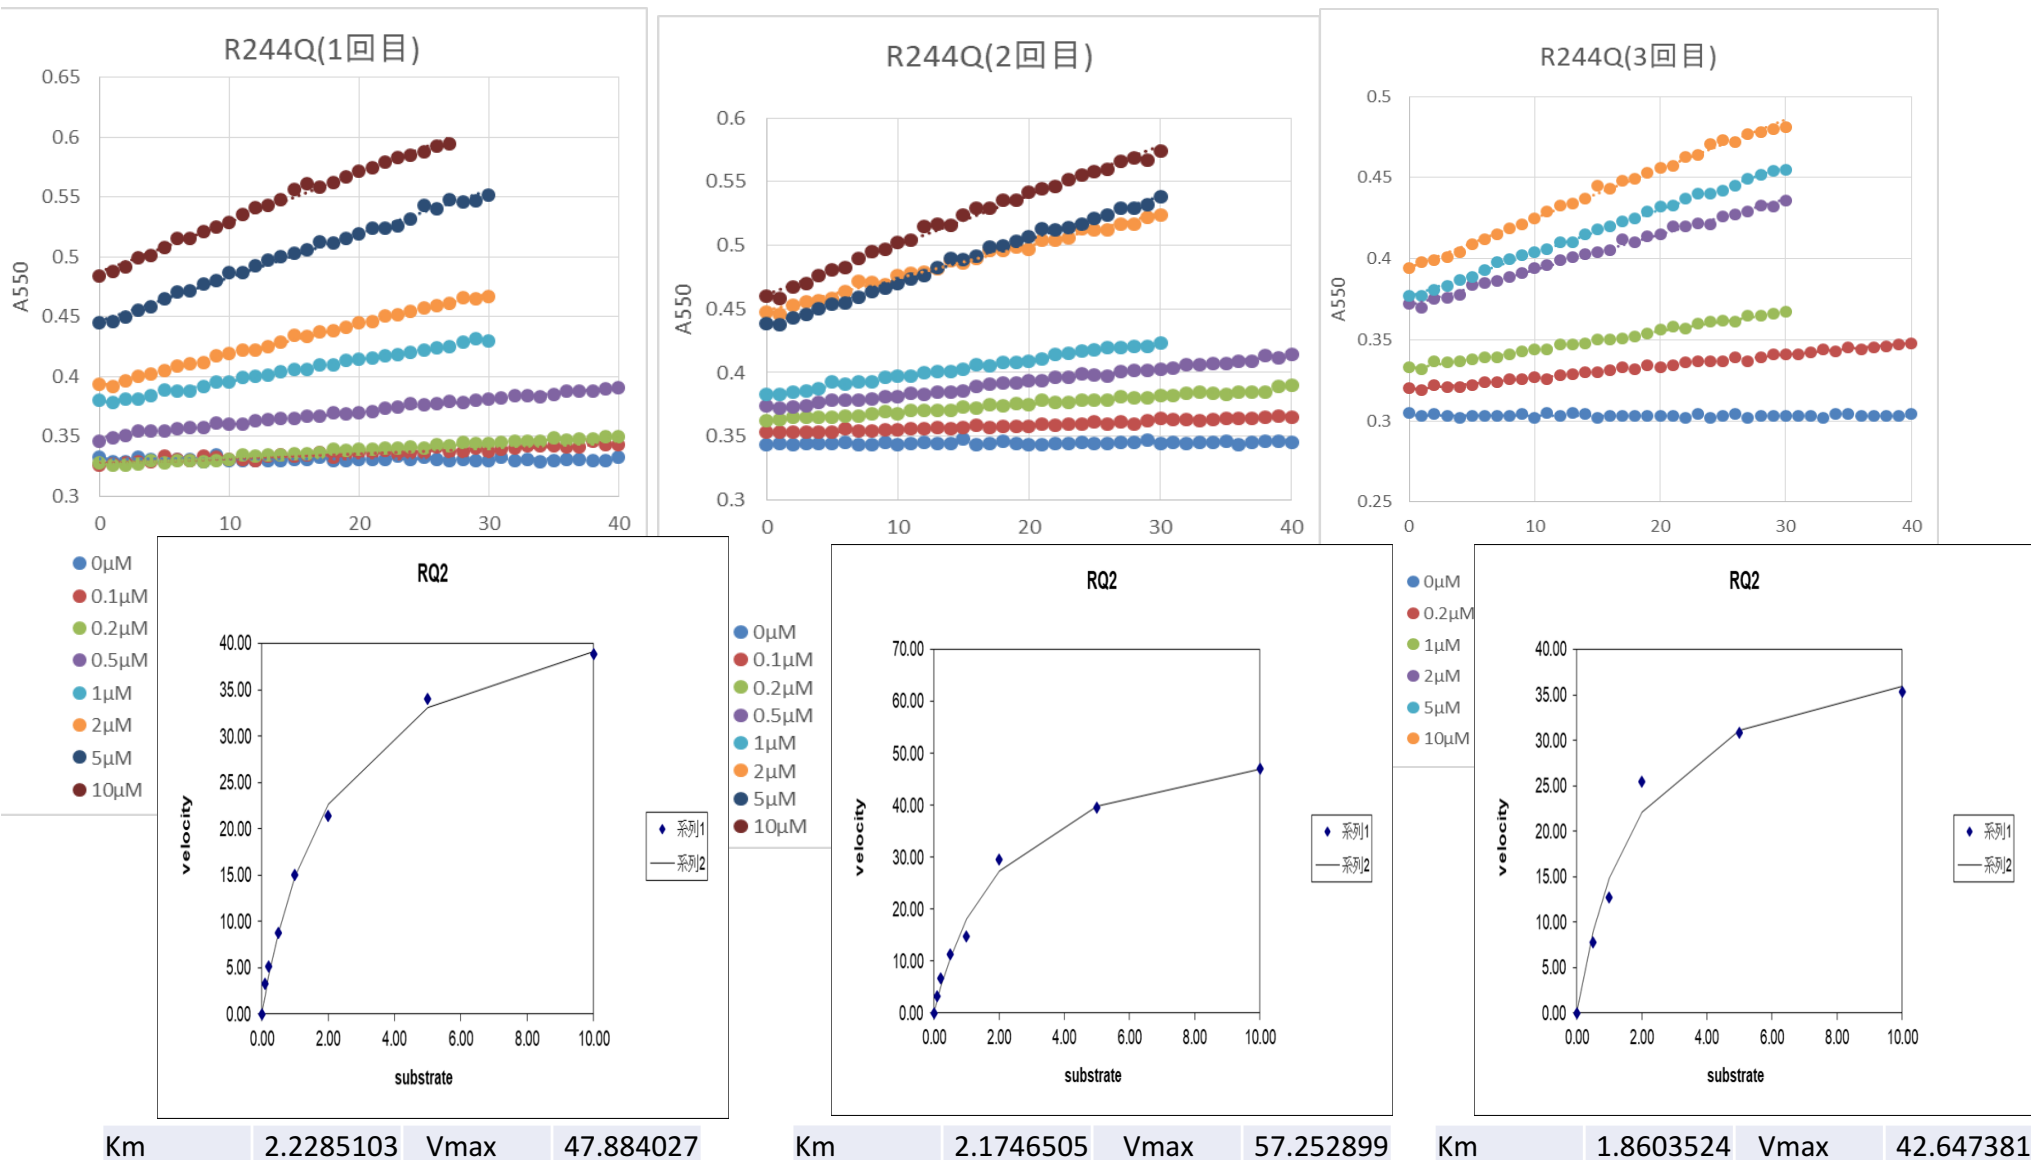 R244Q(1回目)
0.65
0.6
0.55
0.5
0.45
0.4
0.35
0.3
A550
0 10 20 30 40
0μM
0.1μM
0.2μM
0.5μM
1μM
2μM
5μM
10μM
R244Q(2回目)
0.6
0.55
0.5
0.45
0.4
0.35
0.3
A550
0 10 20 30 40
0μM
0.1μM
0.2μM
0.5μM
1μM
2μM
5μM
10μM
R244Q(3回目)
0.5
0.45
0.4
0.35
0.3
0.25
A550
0 10 20 30 40
0μM
0.2μM
1μM
2μM
5μM
10μM
RQ2
40.00
35.00
30.00
25.00
20.00
15.00
10.00
5.00
0.00
velocity
0.00 2.00 4.00 6.00 8.00 10.00
substrate
系列1
系列2
RQ2
70.00
60.00
50.00
40.00
30.00
20.00
10.00
0.00
velocity
0.00 2.00 4.00 6.00 8.00 10.00
substrate
系列1
系列2
RQ2
40.00
35.00
30.00
25.00
20.00
15.00
10.00
5.00
0.00
velocity
0.00 2.00 4.00 6.00 8.00 10.00
substrate
系列1
系列2
Km 2.2285103 Vmax 47.884027
Km 2.1746505 Vmax 57.252899
Km 1.8603524 Vmax 42.647381